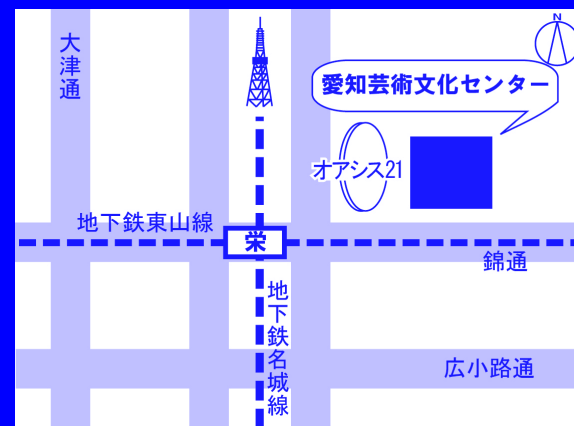 N
大津通
愛知芸術文化センター
オアシス21
地下鉄東山線
栄
錦通
地下鉄名城線
広小路通